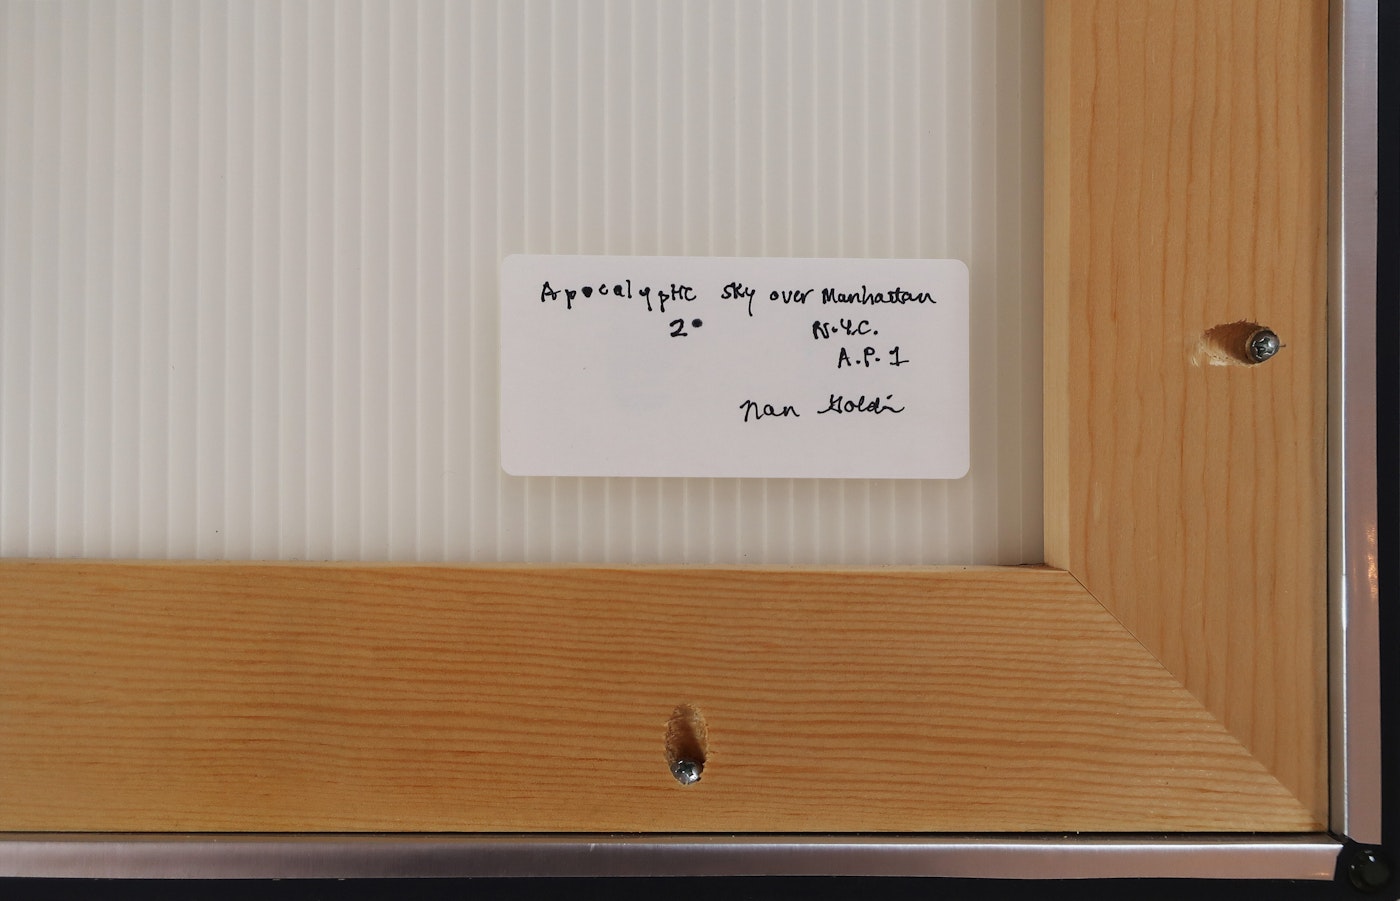 Apocalyptic sky over Manhattan
2• N.Y.C.
A.P. 1
Nan Goldin